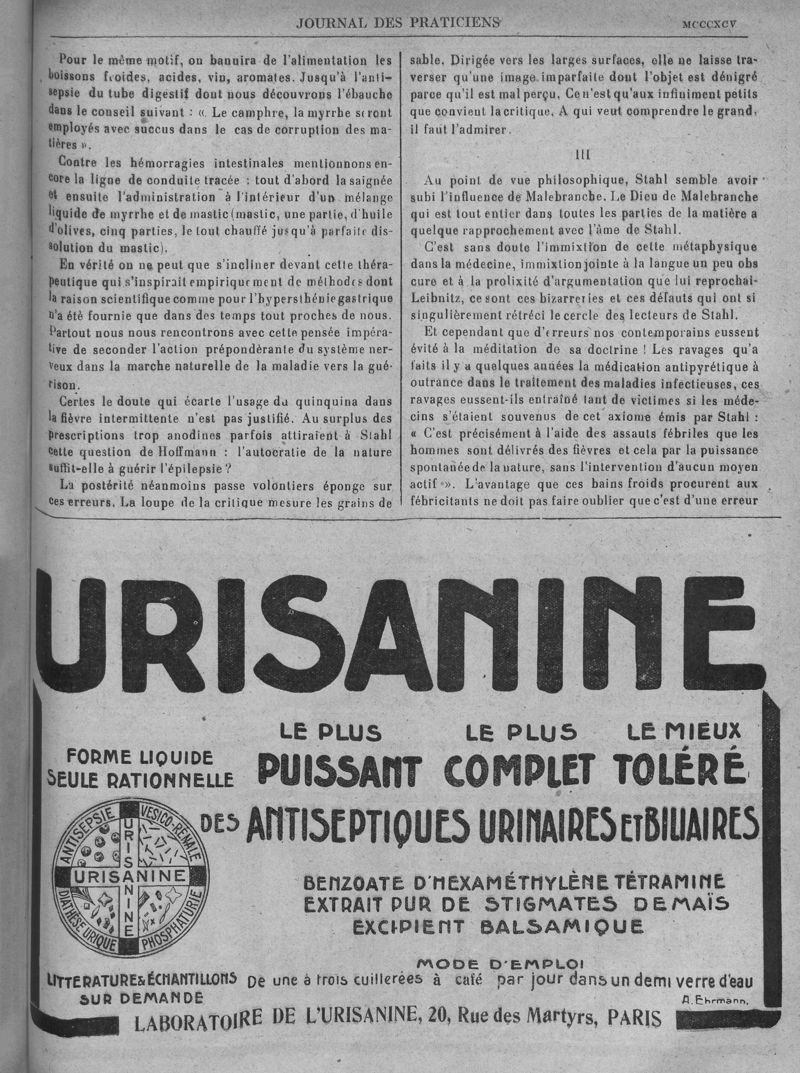 JOURNAL DES PRATICIENS
MCCCXCV
Pour le même motif, on bannira de l'alimentation les
boissons froides, acides, vin, aromates. Jusqu'à l'anti-
sepsie du tube digestif dont nous découvrons l'ébauche
dans le conseil suivant : « Le camphre, la myrrhe seront
employés avec succus dans le cas de corruption des ma-
tières ».
Contre les hémorragies intestinales mentionnons en-
core la ligne de conduite tracée : tout d'abord la saignée
et ensuite l'administration à l'intérieur d'un mélange
liquide de myrrhe et de mastic (mastic, une partie, d'huile
d'olives, cinq parties, le tout chauffé jusqu'à parfaite dis-
solution du mastic).
En vérité on ne peut que s'incliner devant cette théra-
peutique qui s'inspirait empiriquement de méthodes dont
la raison scientifique comme pour l'hypersthénie gastrique
n'a été fournie que dans des temps tout proches de nous.
Partout nous nous rencontrons avec cette pensée impéra-
tive de seconder l'action prépondérante du système ner-
veux dans la marche naturelle de la maladie vers la gué-
rison.
Certes le doute qui écarte l'usage du quinquina dans
la fièvre intermittente n'est pas justifié. Au surplus des
prescriptions trop anodines parfois attiraient à Stahl
cette question de Hoffmann : l'autocratie de la nature
suffit-elle à guérir l'épilepsie ?
La postérité néanmoins passe volontiers éponge sur
ces erreurs. La loupe de la critique mesure les grains de
sable. Dirigée vers les larges surfaces, elle ne laisse tra-
verser qu'une image imparfaite dont l'objet est dénigré
parce qu'il est mal perçu. Ce n'est qu'aux infiniment petits
que convient la critique. A qui veut comprendre le grand,
il faut l'admirer.
III
Au point de vue philosophique, Stahl semble avoir
subi l'influence de Malebranche. Le Dieu de Malebranche
qui est tout entier dans toutes les parties de la matière a
quelque rapprochement avec l'âme de Stahl.
C'est sans doute l'immixtion de cette métaphysique
dans la médecine, immixtion jointe à la langue un peu obs
cure et à la prolixité d'argumentation que lui reprochai-
Leibnitz, ce sont ces bizarreries et ces défauts qui ont si
singulièrement rétréci le cercle des lecteurs de Stahl.
Et cependant que d'erreurs nos contemporains eussent
évité à la méditation de sa doctrine ! Les ravages qu'a
faits il y a quelques années la médication antipyrétique à
outrance dans le traitement des maladies infectieuses, ces
ravages eussent-ils entraîné tant de victimes si les méde-
cins s'étaient souvenus de cet axiome émis par Stahl :
« C'est précisément à l'aide des assauts fébriles que les
hommes sont délivrés des fièvres et cela par la puissance
spontanée de la nature, sans l'intervention d'aucun moyen
actif ». L'avantage que ces bains froids procurent aux
fébricitants ne doit pas faire oublier que c'est d'une erreur
URISANINE
LE PLUS LE PLUS LE MIEUX
FORME LIQUIDE
SEULE RATIONNELLE
PUISSANT COMPLET TOLÉRÉ
DES ANTISEPTIQUES URINAIRES ET BILIAIRES
ANTISEPSIE VESICO-RENALE
URISANINE
URISANINE
DIATHÈSE URIQUE PHOSPHATURIE
BENZOATE D'HEXAMÉTHYLÈNE TÉTRAMINE
EXTRAIT PUR DE STIGMATES DE MAÏS
EXCIPIENT BALSAMIQUE
MODE D'EMPLOI
LITTERATURE & ÉCHANTILLONS
SUR DEMANDE
De une à trois cuillerées à café par jour dans un demi verre d'eau
A. Ehrmann.
LABORATOIRE DE L'URISANINE, 20, Rue des Martyrs, PARIS